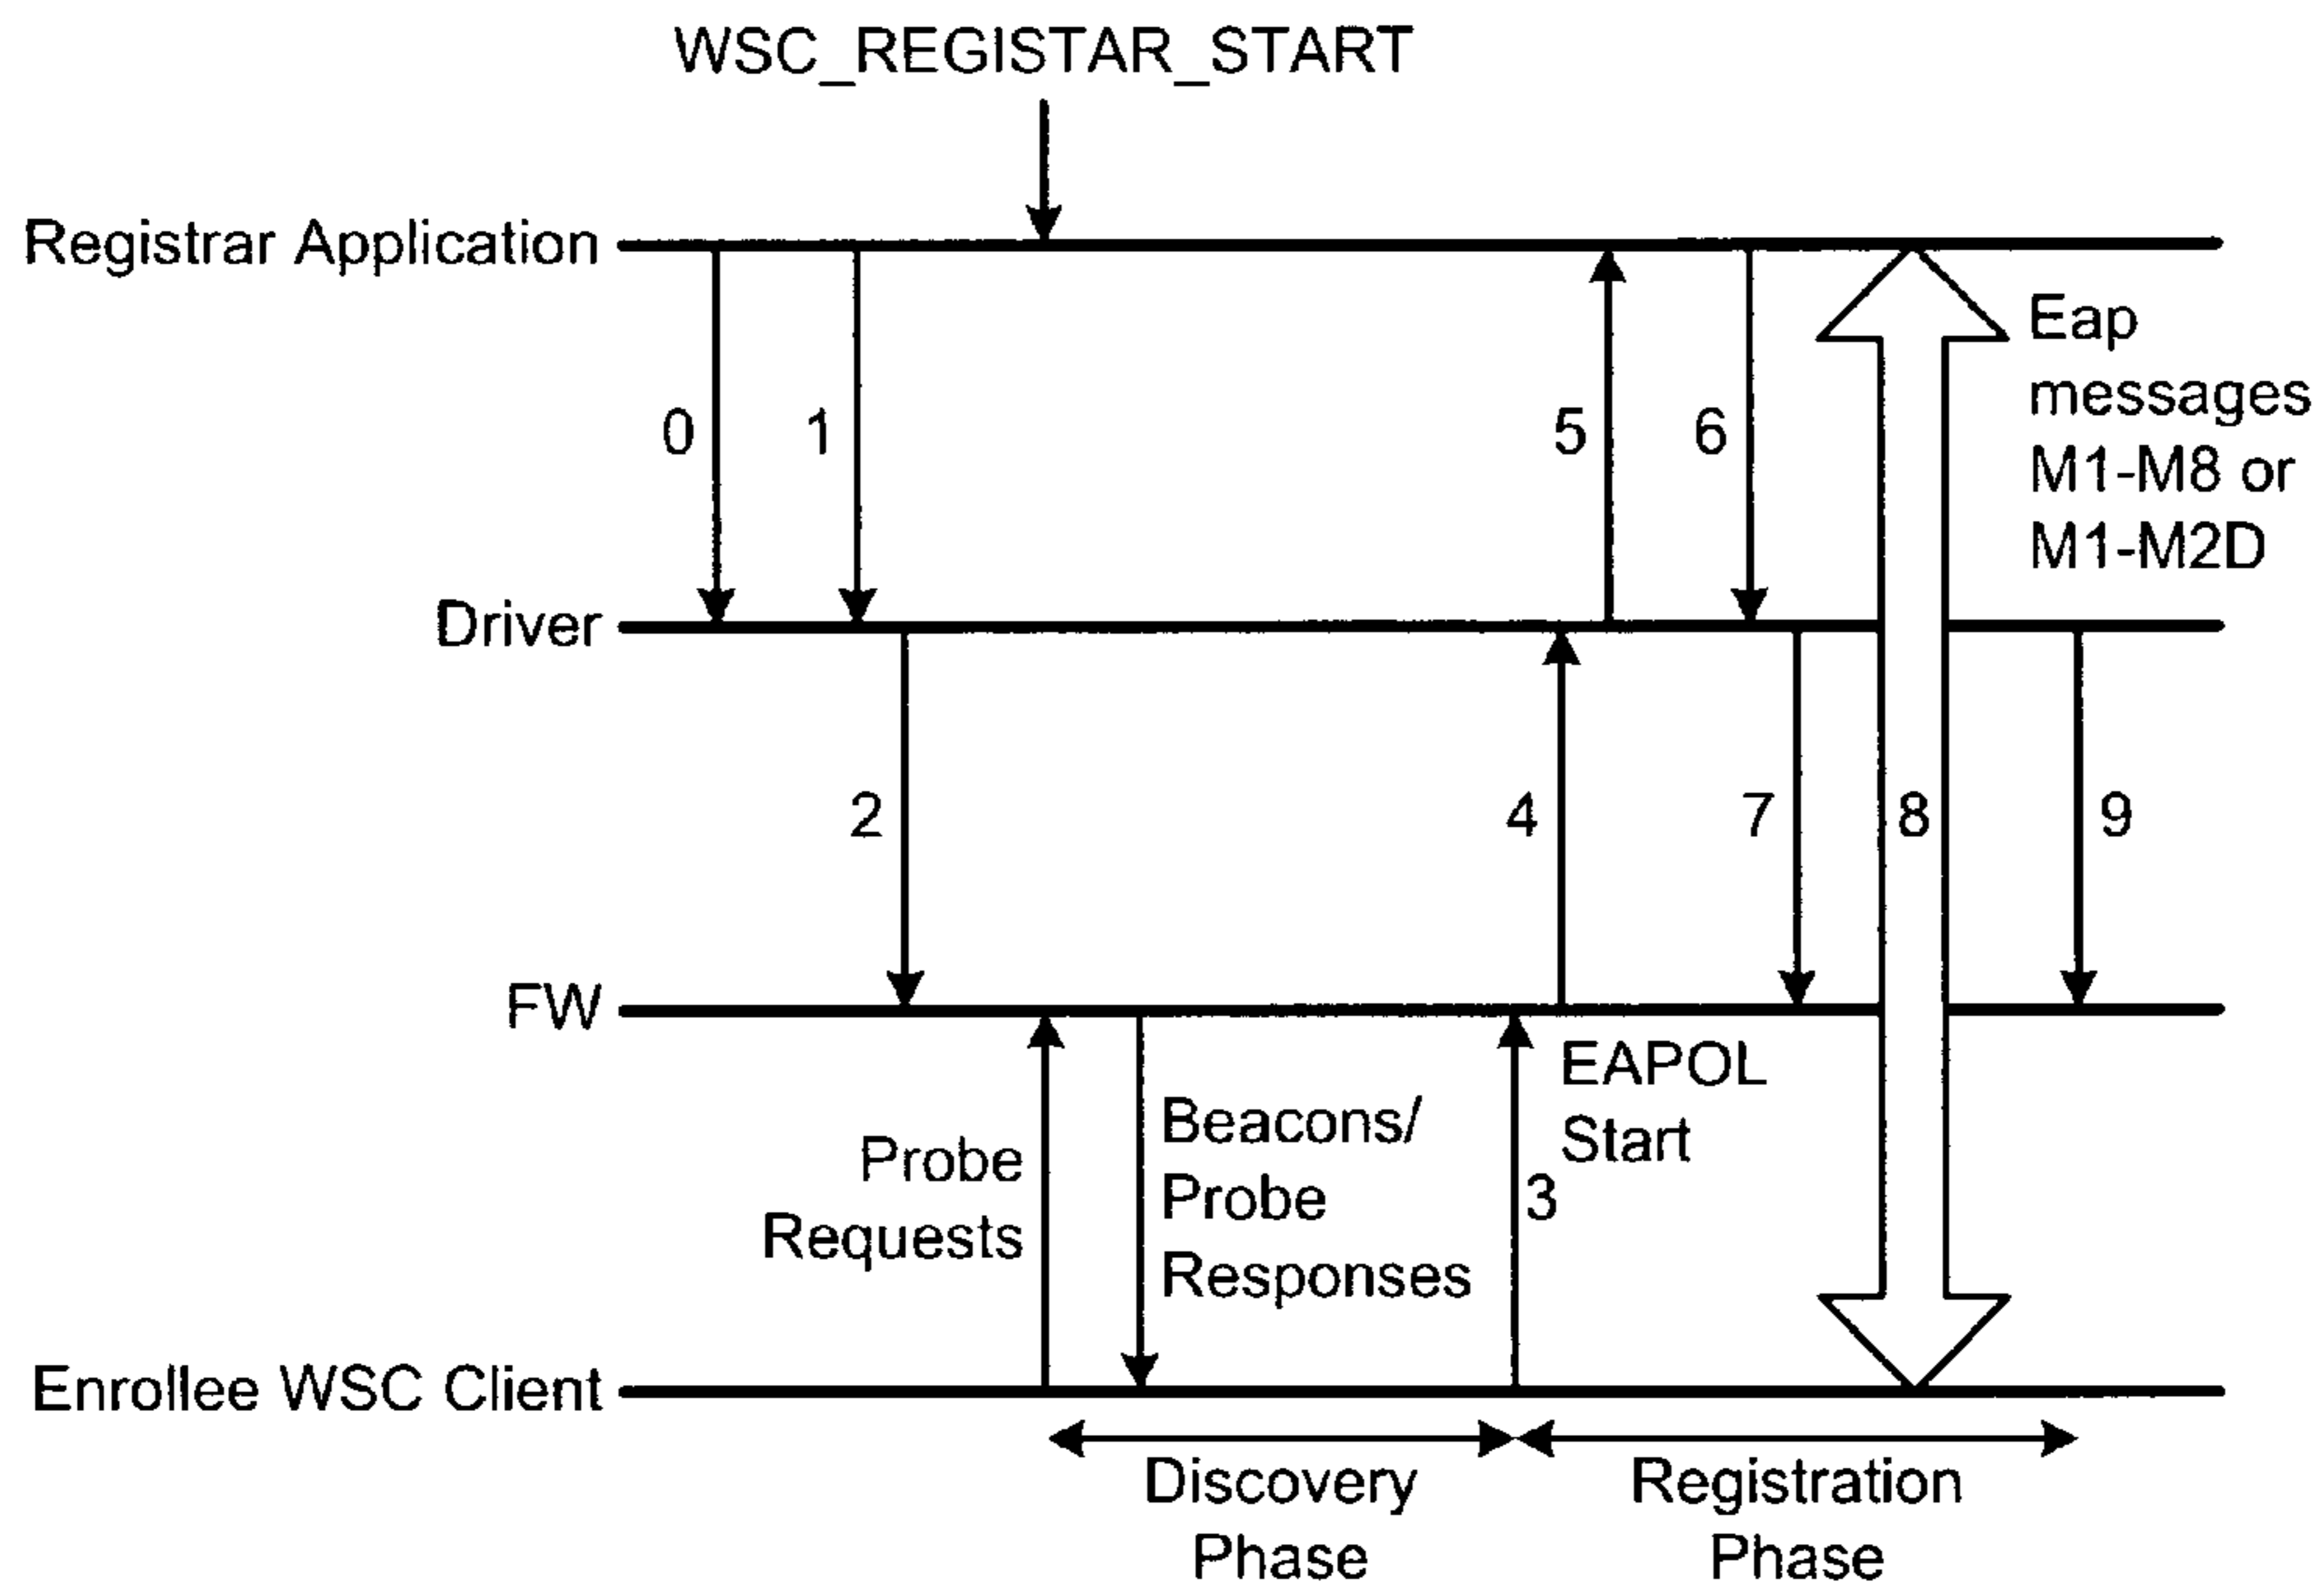 WSC_REGISTAR_START
Registrar Application
Eap
messages
M1-M8 or
M1-M2D
0
1
5
6
Driver
2
4
7
8
9
FW
EAPOL
Start
Beacons/
Probe
Responses
Probe
Requests
3
Enrollee WSC Client
Discovery
Phase
Registration
Phase